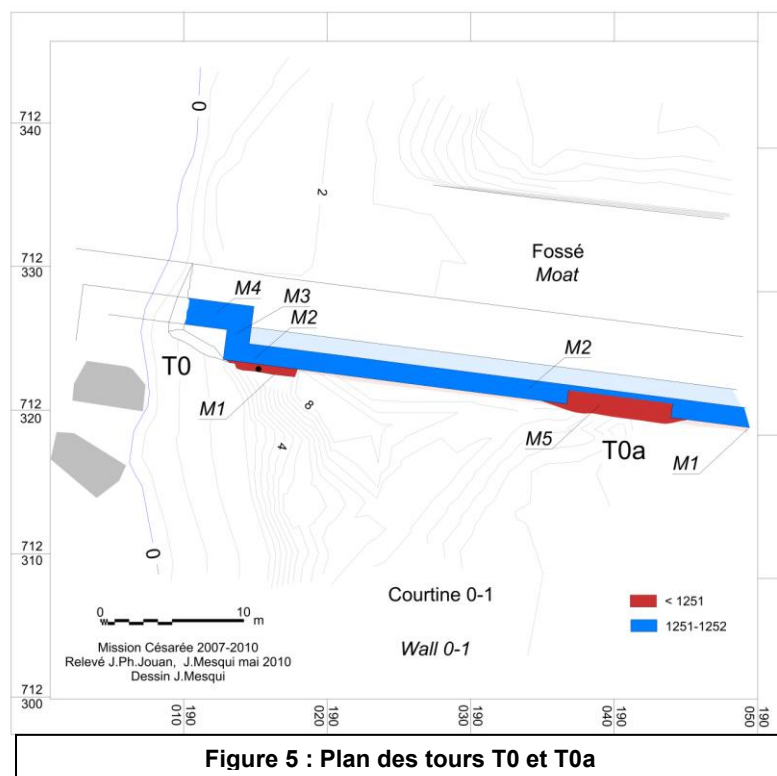 712
340
0
2
712
330
Fossé
Moat
M4
M3
M2
T0
M2
712
320
M1
8
4
M5
T0a
M1
0
712
310
Courtine 0-1
< 1251
0 10
m
1251-1252
Mission Césarée 2007-2010
Wall 0-1
Relevé J.Ph.Jouan, J.Mesqui mai 2010
Dessin J.Mesqui
712
300
010 190
020 190
030 190
040 190
050 190
Figure 5 : Plan des tours T0 et T0a